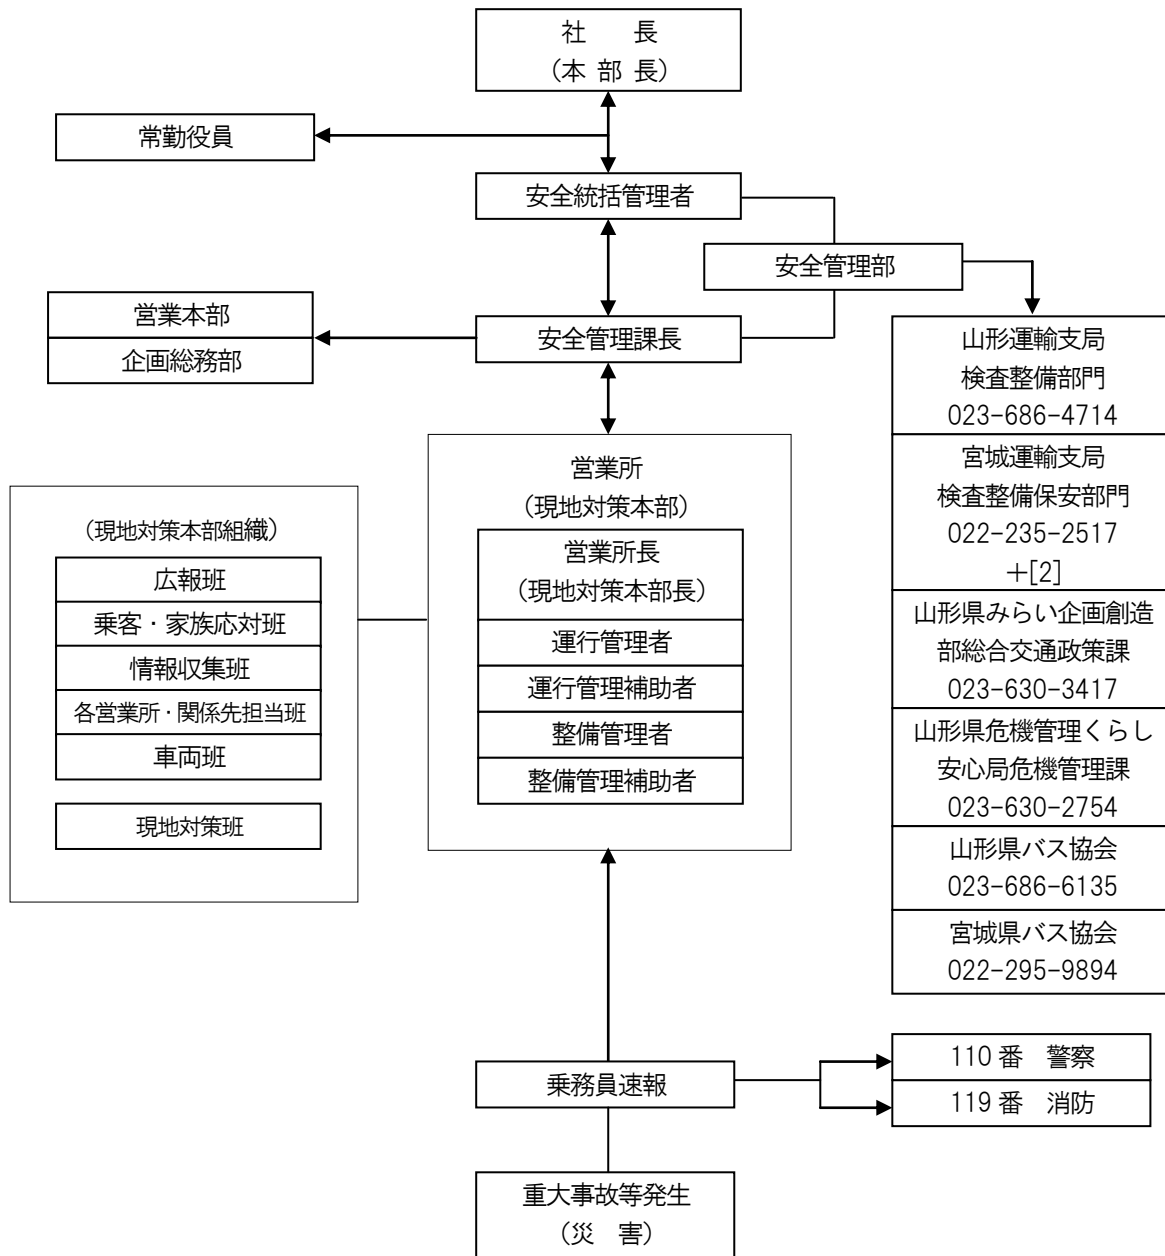 社　　長
（本 部 長）
常勤役員
安全統括管理者
安全管理部
営業本部
企画総務部
安全管理課長
山形運輸支局
検査整備部門
023-686-4714
宮城運輸支局
検査整備保安部門
022-235-2517
＋[2]
山形県みらい企画創造
部総合交通政策課
023-630-3417
山形県危機管理くらし
安心局危機管理課
023-630-2754
山形県バス協会
023-686-6135
宮城県バス協会
022-295-9894
営業所
（現地対策本部）
営業所長
（現地対策本部長）
運行管理者
運行管理補助者
整備管理者
整備管理補助者
（現地対策本部組織）
広報班
乗客・家族応対班
情報収集班
各営業所・関係先担当班
車両班
現地対策班
乗務員速報
110 番　警察
119 番　消防
重大事故等発生
（災　害）